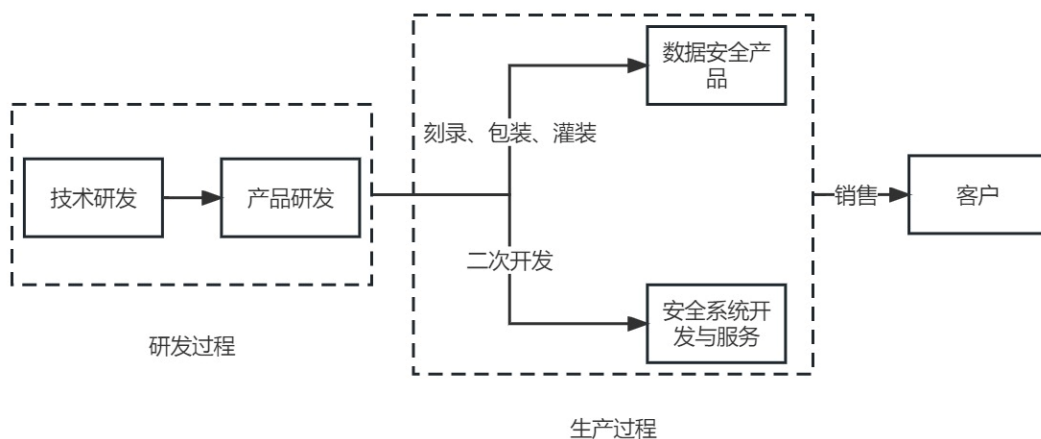 数据安全产
品
刻录、包装、灌装
技术研发
产品研发
销售
客户
二次开发
安全系统开
发与服务
研发过程
生产过程